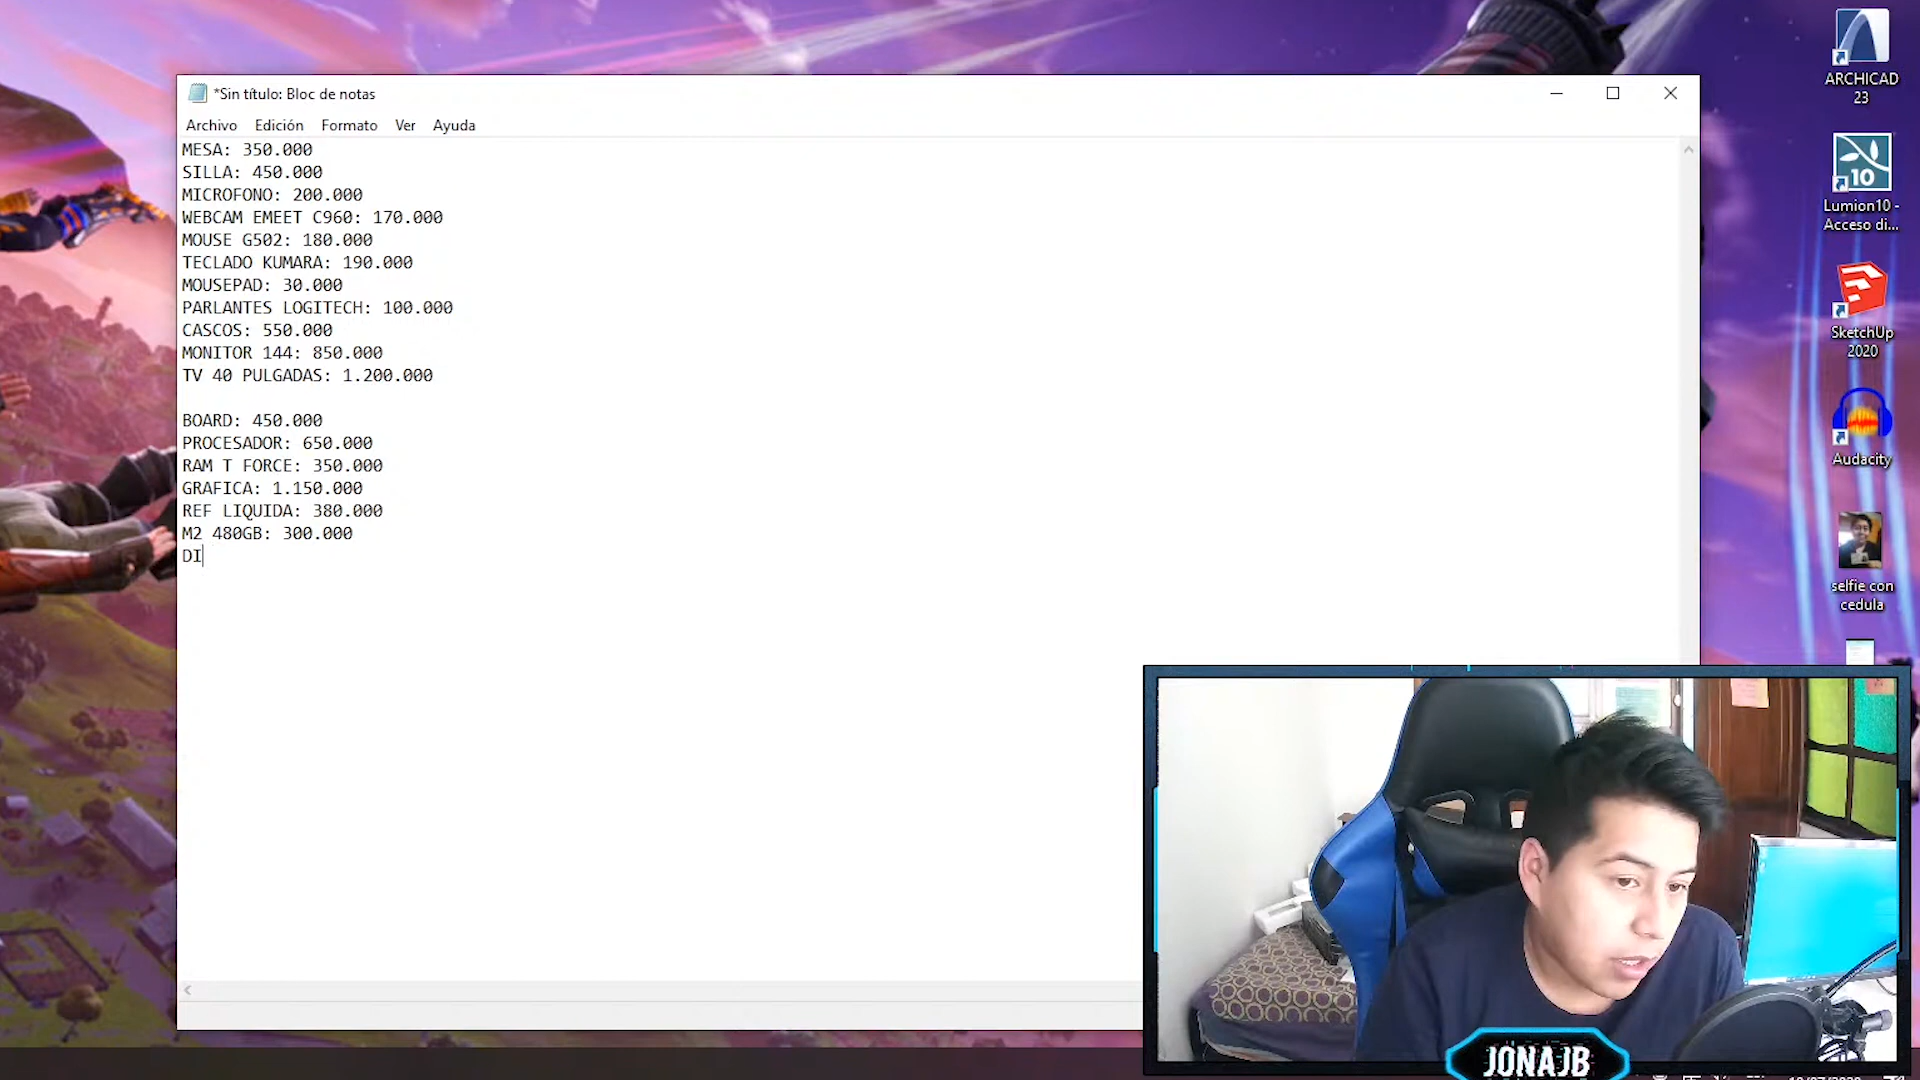 *Sin título: Bloc de notas
Archivo Edición Formato Ver Ayuda
MESA: 350.000
SILLA: 450.000
MICROFONO: 200.000
WEBCAM EMEET C960: 170.000
MOUSE G502: 180.000
TECLADO KUMARA: 190.000
MOUSEPAD: 30.000
PARLANTES LOGITECH: 100.000
CASCOS: 550.000
MONITOR 144: 850.000
TV 40 PULGADAS: 1.200.000
BOARD: 450.000
PROCESADOR: 650.000
RAM T FORCE: 350.000
GRAFICA: 1.150.000
REF LIQUIDA: 380.000
M2 480GB: 300.000
DI
ARCHICAD
23
10
Lumion10 -
Acceso di...
SketchUp
2020
Audacity
selfie con
cedula
JONAJB